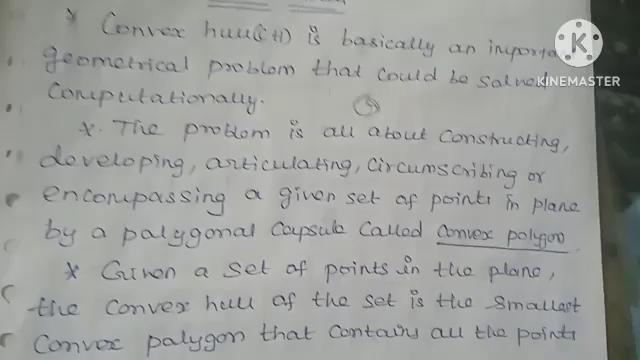 * Convex hull(CH) is basically an importa
geometrical problem that could be solved
computationally.
*. The problem is all about constructing,
developing, articulating, circumscribing or
encompassing a given set of points in plane
by a polygonal capsule called convex polygon
* Given a set of points in the plane,
the convex hull of the set is the smallest
convex polygon that contains all the points
KINEMASTER